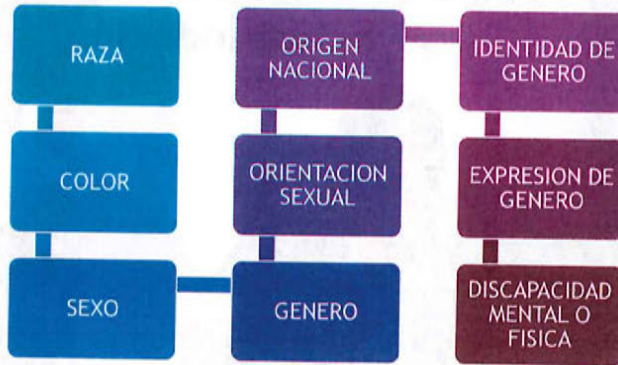 RAZA
COLOR
SEXO
GENERO
ORIENTACION
SEXUAL
ORIGEN
NACIONAL
IDENTIDAD DE
GENERO
EXPRESION DE
GENERO
DISCAPACIDAD
MENTAL O
FISICA